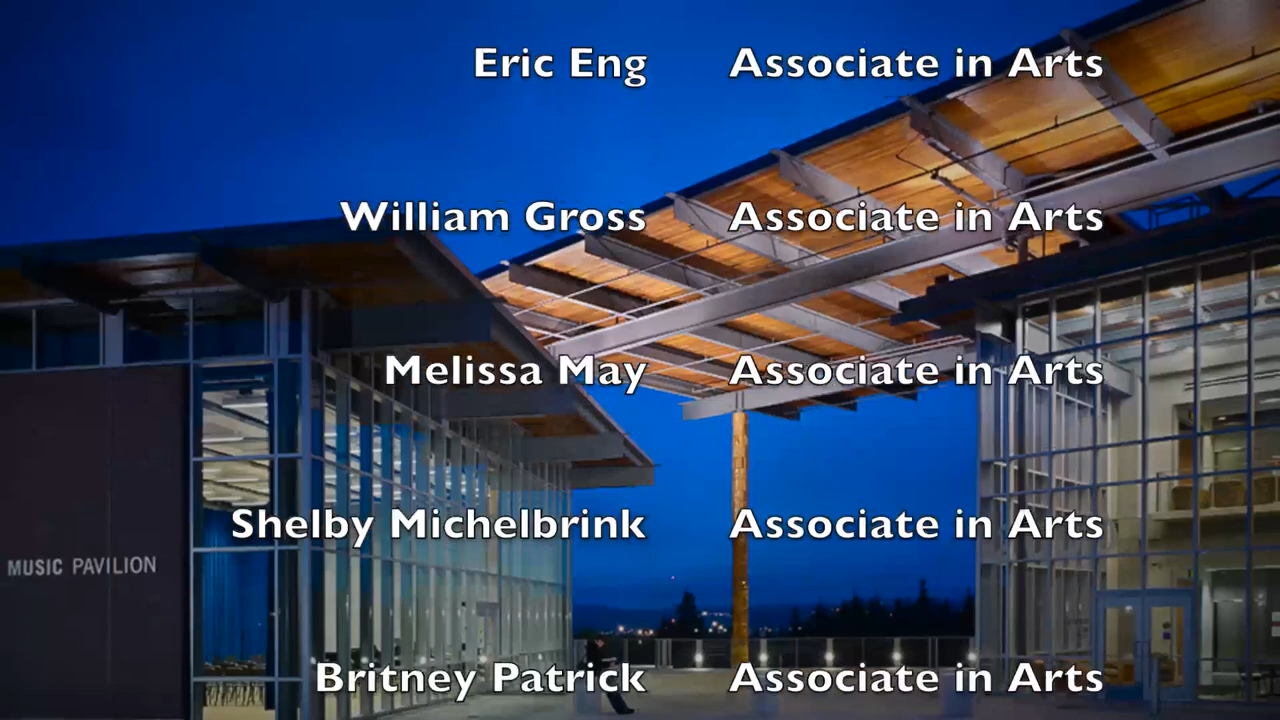 Eric Eng Associate in Arts
William Gross Associate in Arts
Melissa May Associate in Arts
Shelby Michelbrink Associate in Arts
MUSIC PAVILION
Britney Patrick Associate in Arts